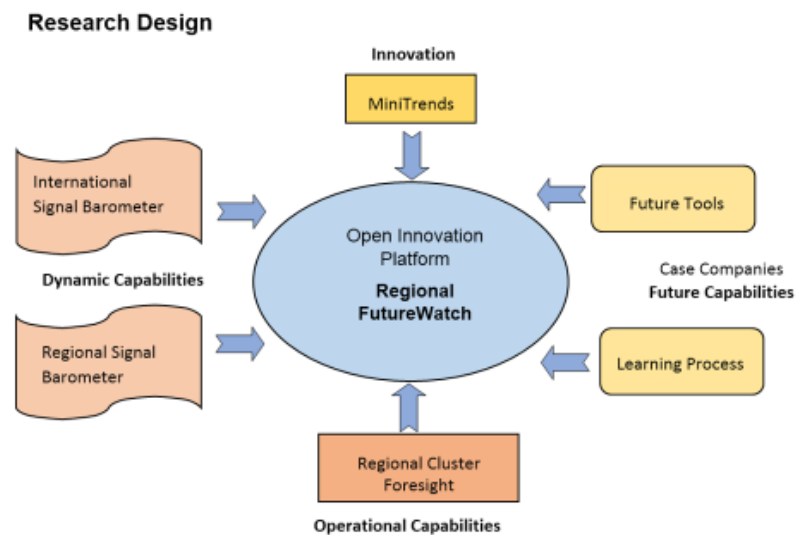 Research Design
Innovation
MiniTrends
International
Signal Barometer
Future Tools
Open Innovation
Platform
Regional
FutureWatch
Dynamic Capabilities
Case Companies
Future Capabilities
Regional Signal
Barometer
Learning Process
Regional Cluster
Foresight
Operational Capabilities